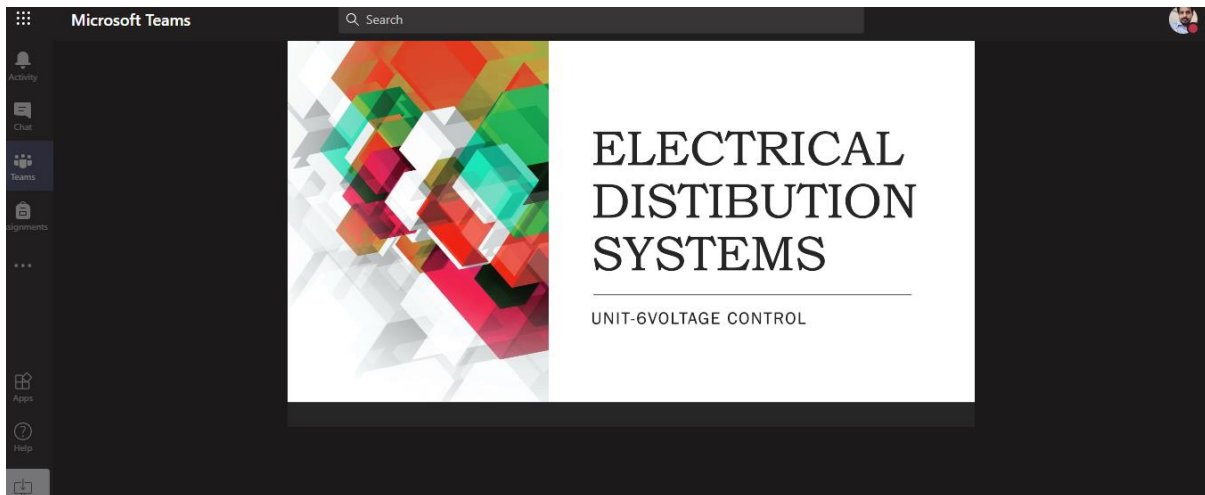 Microsoft Teams
Search
Activity
Chat
Teams
ssignments
Apps
Help
ELECTRICAL
DISTIBUTION
SYSTEMS
UNIT-6VOLTAGE CONTROL